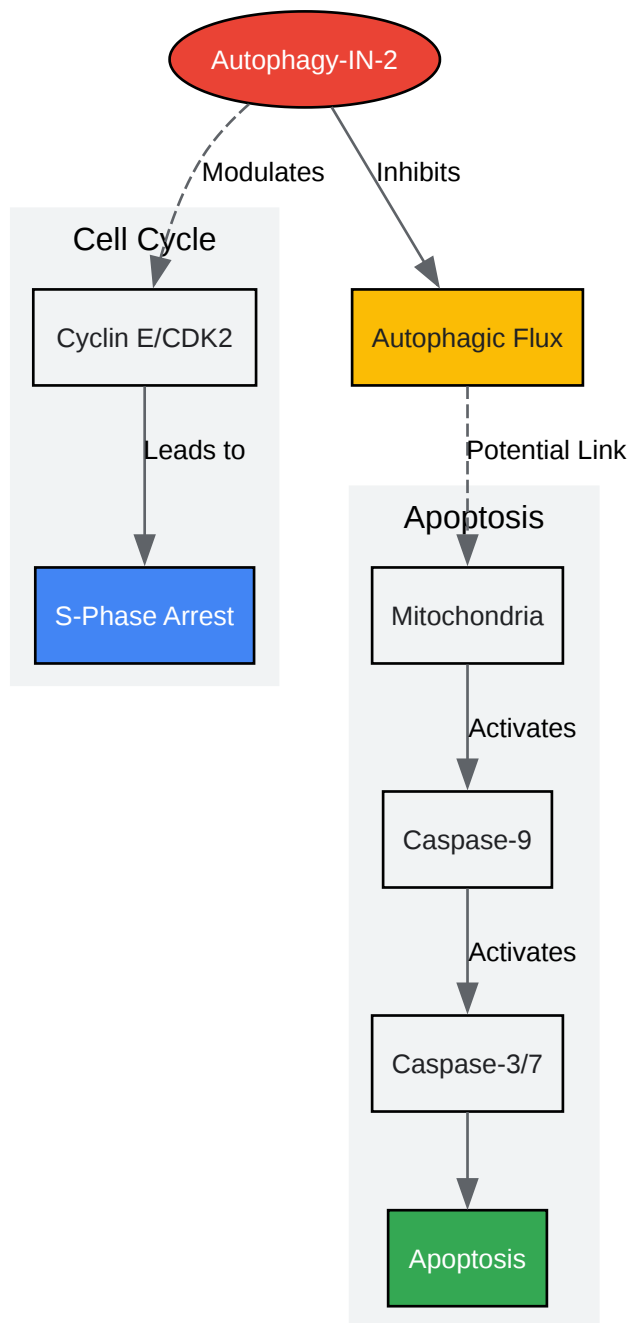 Autophagy-IN-2
Modulates
Inhibits
Cell Cycle
Cyclin E/CDK2
Autophagic Flux
Leads to
Potential Link
Apoptosis
S-Phase Arrest
Mitochondria
Activates
Caspase-9
Activates
Caspase-3/7
Apoptosis